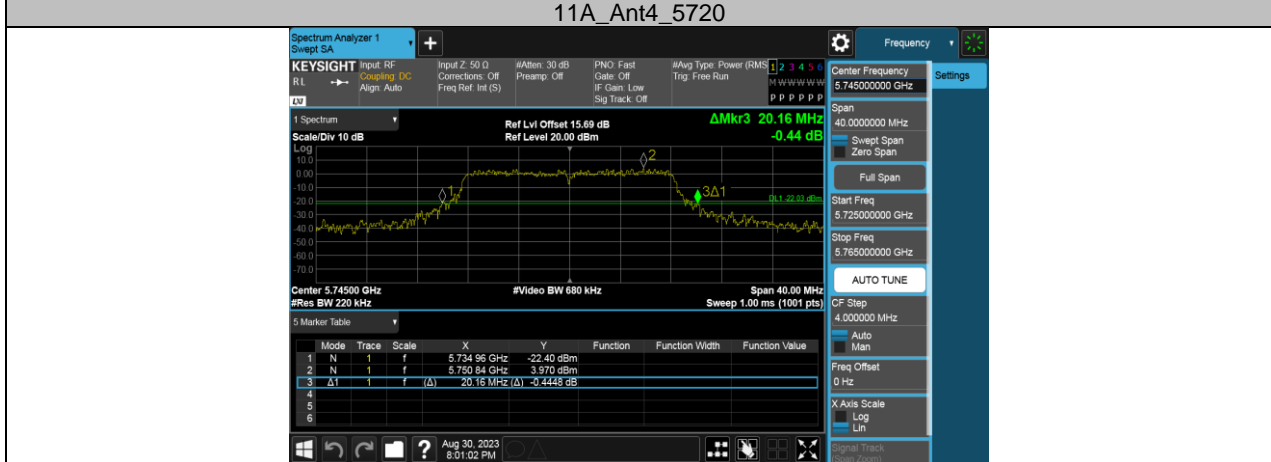 11A_Ant4_5720
Spectrum Analyzer 1
Swept SA
+
Frequency
KEYSIGHT
RL
LXI
Input: RF
Coupling: DC
Align: Auto
Input Z: 50 Ω
Corrections: Off
Freq Ref: Int (S)
#Atten: 30 dB
Preamp: Off
PNO: Fast
Gate: Off
IF Gain: Low
Sig Track: Off
#Avg Type: Power (RMS
Trig: Free Run
1 2 3 4 5 6
M W W W W W
P P P P P P
Center Frequency
5.745000000 GHz
Settings
1 Spectrum
Scale/Div 10 dB
Ref Lvl Offset 15.69 dB
Ref Level 20.00 dBm
ΔMkr3 20.16 MHz
-0.44 dB
Log
10.0
0.00
-10.0
-20.0
-30.0
-40.0
-50.0
-60.0
-70.0
1
2
3Δ1
DL1 -22.03 dBm
Center 5.74500 GHz
#Res BW 220 kHz
#Video BW 680 kHz
Span 40.00 MHz
Sweep 1.00 ms (1001 pts)
Span
40.0000000 MHz
Swept Span
Zero Span
Full Span
Start Freq
5.725000000 GHz
Stop Freq
5.765000000 GHz
AUTO TUNE
CF Step
4.000000 MHz
Auto
Man
Freq Offset
0 Hz
X Axis Scale
Log
Lin
Signal Track
(Span Zoom)
5 Marker Table
Mode Trace Scale X Y Function Function Width Function Value
1 N 1 f 5.734 96 GHz -22.40 dBm
2 N 1 f 5.750 84 GHz 3.970 dBm
3 Δ1 1 f (Δ) 20.16 MHz (Δ) -0.4448 dB
4
5
6
?
Aug 30, 2023
8:01:02 PM